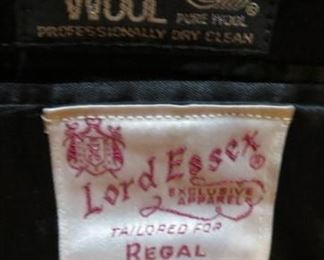 WOOL
PURE WOOL
PROFESSIONALLY DRY CLEAN
Lord Essex®
EXCLUSIVE
APPAREL
TAILORED FOR
REGAL